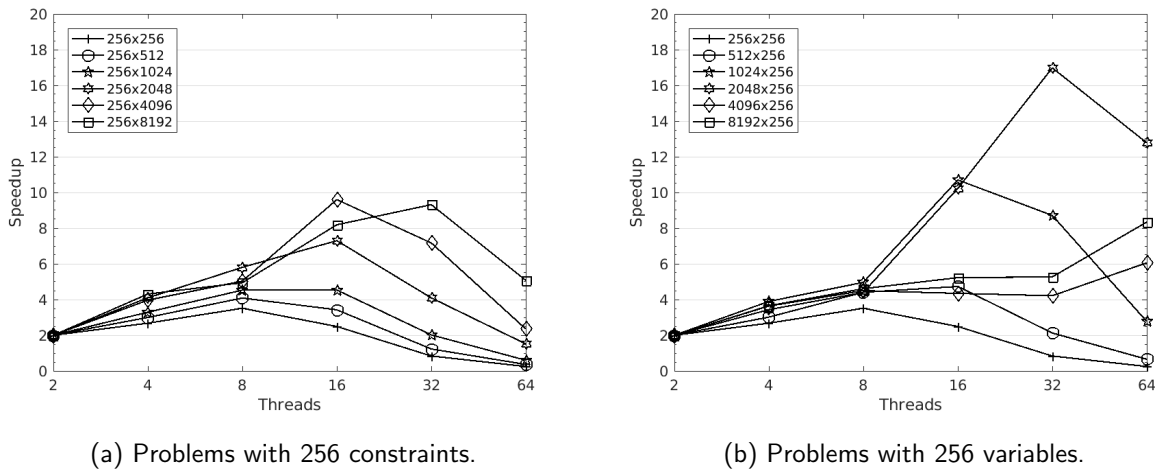 20
18
16
14
12
10
8
6
4
2
0
Speedup
256x256
256x512
256x1024
256x2048
256x4096
256x8192
2 4 8 16 32 64
Threads
(a) Problems with 256 constraints.
20
18
16
14
12
10
8
6
4
2
0
Speedup
256x256
512x256
1024x256
2048x256
4096x256
8192x256
2 4 8 16 32 64
Threads
(b) Problems with 256 variables.